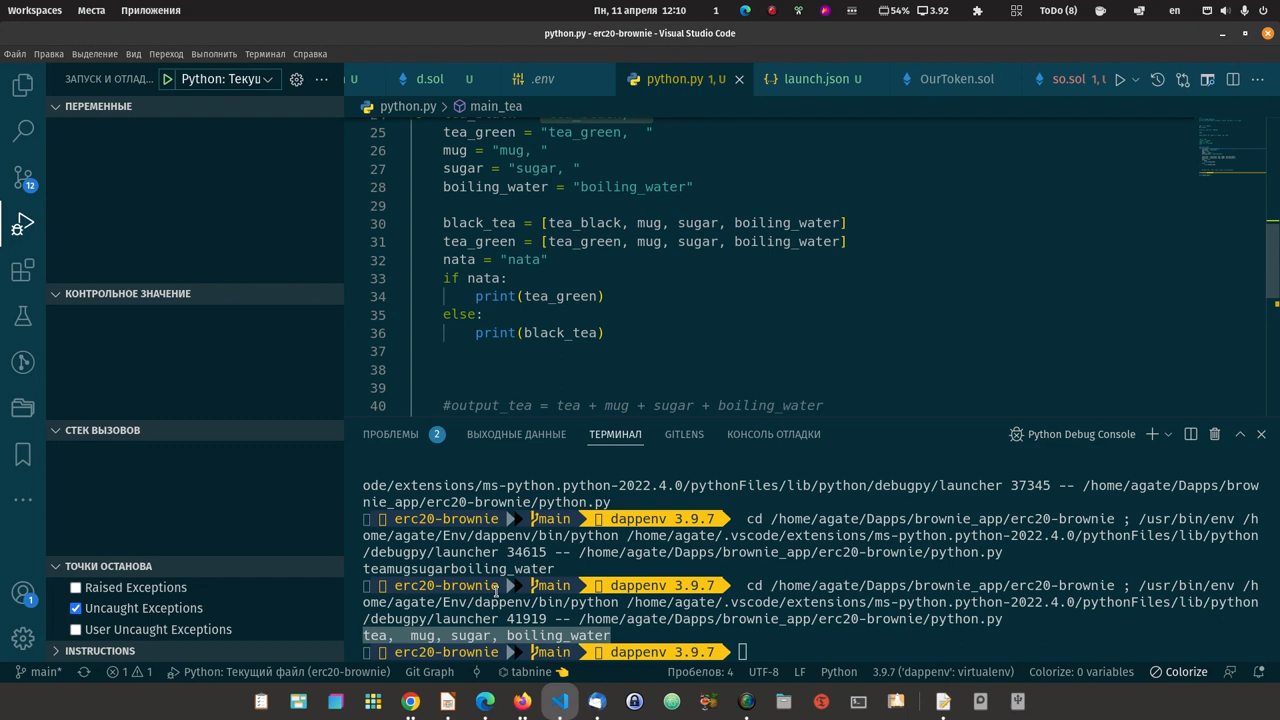 Workspaces Места Приложения Пн, 11 апреля 12:10 1 54% 3.92 ToDo (8) en
python.py - erc20-brownie - Visual Studio Code
Файл Правка Выделение Вид Переход Выполнить Терминал Справка
ЗАПУСК И ОТЛАД... Python: Текущ U d.sol U .env python.py 1, U launch.json U OurToken.sol so.sol 1, U
python.py > main_tea
ПЕРЕМЕННЫЕ
25 tea_green = "tea_green,  "
26 mug = "mug, "
27 sugar = "sugar, "
28 boiling_water = "boiling_water"
29
30 black_tea = [tea_black, mug, sugar, boiling_water]
31 tea_green = [tea_green, mug, sugar, boiling_water]
32 nata = "nata"
33 if nata:
34 print(tea_green)
35 else:
36 print(black_tea)
37
38
39
40 #output_tea = tea + mug + sugar + boiling_water
КОНТРОЛЬНОЕ ЗНАЧЕНИЕ
СТЕК ВЫЗОВОВ
ТОЧКИ ОСТАНОВА
Raised Exceptions
Uncaught Exceptions
User Uncaught Exceptions
INSTRUCTIONS
12
1
ПРОБЛЕМЫ 2 ВЫХОДНЫЕ ДАННЫЕ ТЕРМИНАЛ GITLENS КОНСОЛЬ ОТЛАДКИ Python Debug Console
ode/extensions/ms-python.python-2022.4.0/pythonFiles/lib/python/debugpy/launcher 37345 -- /home/agate/Dapps/brow
nie_app/erc20-brownie/python.py
erc20-brownie main dappenv 3.9.7 cd /home/agate/Dapps/brownie_app/erc20-brownie ; /usr/bin/env /h
ome/agate/Env/dappenv/bin/python /home/agate/.vscode/extensions/ms-python.python-2022.4.0/pythonFiles/lib/python
/debugpy/launcher 34615 -- /home/agate/Dapps/brownie_app/erc20-brownie/python.py
teamugsugarboiling_water
erc20-brownie main dappenv 3.9.7 cd /home/agate/Dapps/brownie_app/erc20-brownie ; /usr/bin/env /h
ome/agate/Env/dappenv/bin/python /home/agate/.vscode/extensions/ms-python.python-2022.4.0/pythonFiles/lib/python
/debugpy/launcher 41919 -- /home/agate/Dapps/brownie_app/erc20-brownie/python.py
tea,  mug, sugar, boiling_water
erc20-brownie main dappenv 3.9.7
main* 1 1 Python: Текущий файл (erc20-brownie) Git Graph tabnine Пробелов: 4 UTF-8 LF Python 3.9.7 ('dappenv': virtualenv) Colorize: 0 variables Colorize